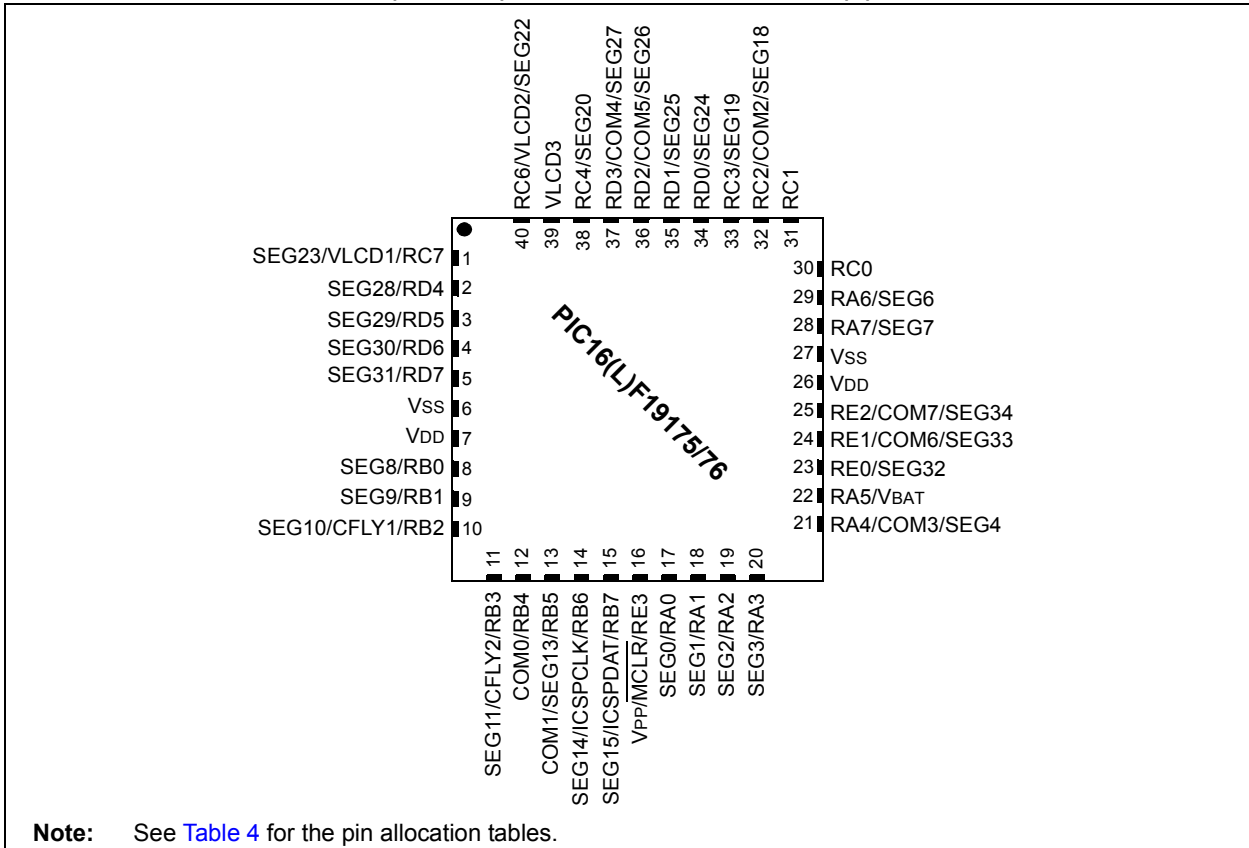 RC6/VLCD2/SEG22
VLCD3
RC4/SEG20
RD3/COM4/SEG27
RD2/COM5/SEG26
RD1/SEG25
RD0/SEG24
RC3/SEG19
RC2/COM2/SEG18
RC1
40
39
38
37
36
35
34
33
32
31
SEG23/VLCD1/RC7 1
SEG28/RD4 2
SEG29/RD5 3
SEG30/RD6 4
SEG31/RD7 5
VSS 6
VDD 7
SEG8/RB0 8
SEG9/RB1 9
SEG10/CFLY1/RB2 10
PIC16(L)F19175/76
30 RC0
29 RA6/SEG6
28 RA7/SEG7
27 VSS
26 VDD
25 RE2/COM7/SEG34
24 RE1/COM6/SEG33
23 RE0/SEG32
22 RA5/VBAT
21 RA4/COM3/SEG4
11
12
13
14
15
16
17
18
19
20
SEG11/CFLY2/RB3
COM0/RB4
COM1/SEG13/RB5
SEG14/ICSPCLK/RB6
SEG15/ICSPDAT/RB7
VPP/MCLR/RE3
SEG0/RA0
SEG1/RA1
SEG2/RA2
SEG3/RA3
Note: See Table 4 for the pin allocation tables.